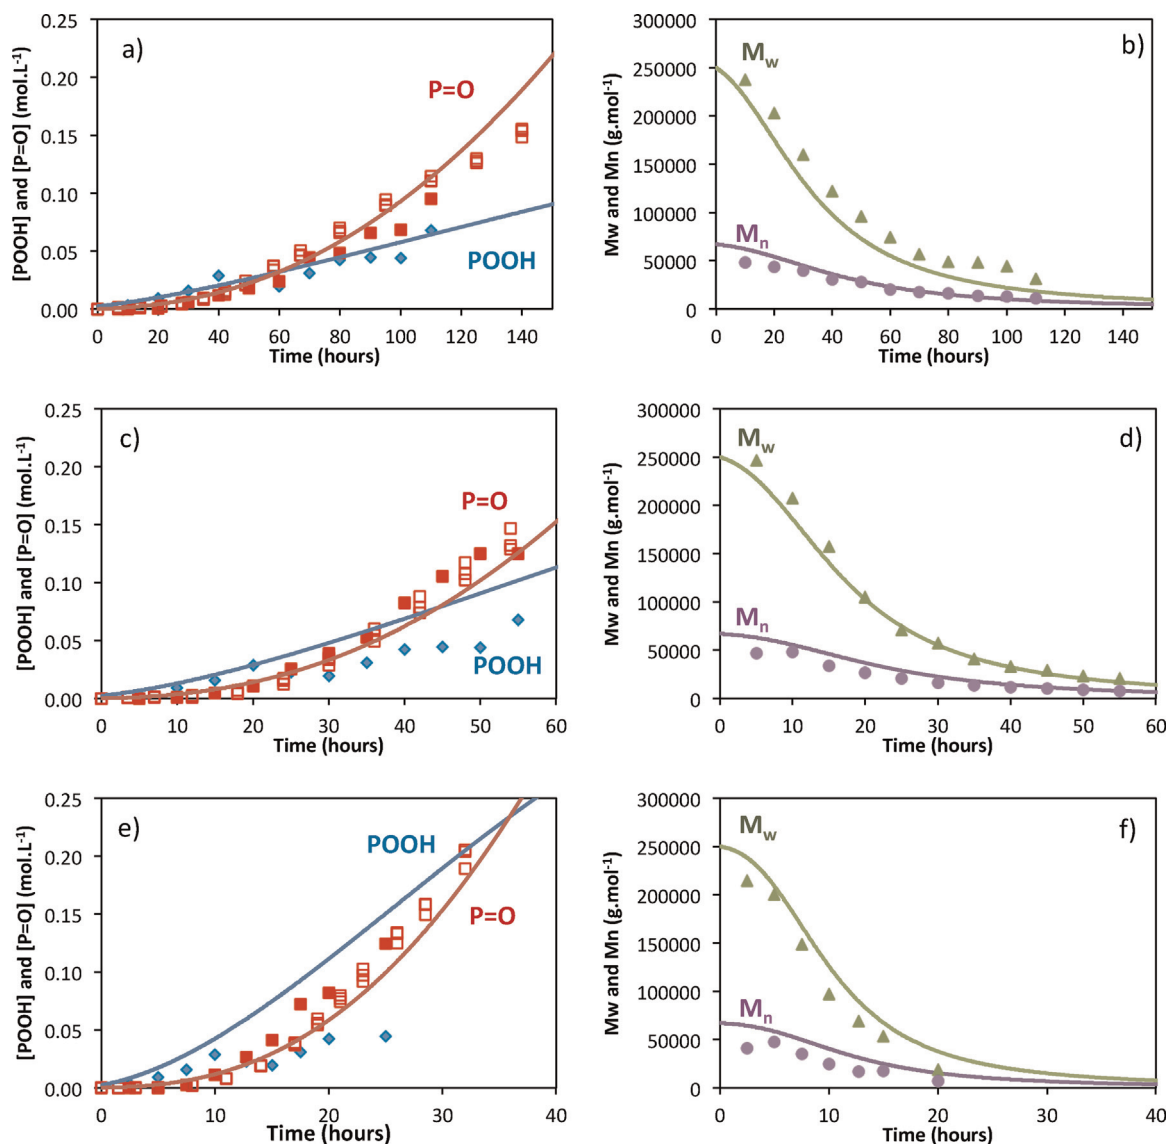 a)
[POOH] and [P=O] (mol.L-1)
0.25
0.20
0.15
0.10
0.05
0.00
P=O
POOH
0 20 40 60 80 100 120 140
Time (hours)
b)
Mw and Mn (g.mol-1)
300000
250000
200000
150000
100000
50000
0
Mw
Mn
0 20 40 60 80 100 120 140
Time (hours)
c)
[POOH] and [P=O] (mol.L-1)
0.25
0.20
0.15
0.10
0.05
0.00
P=O
POOH
0 10 20 30 40 50 60
Time (hours)
d)
Mw and Mn (g.mol-1)
300000
250000
200000
150000
100000
50000
0
Mw
Mn
0 10 20 30 40 50 60
Time (hours)
e)
[POOH] and [P=O] (mol.L-1)
0.25
0.20
0.15
0.10
0.05
0.00
POOH
P=O
0 10 20 30 40
Time (hours)
f)
Mw and Mn (g.mol-1)
300000
250000
200000
150000
100000
50000
0
Mw
Mn
0 10 20 30 40
Time (hours)